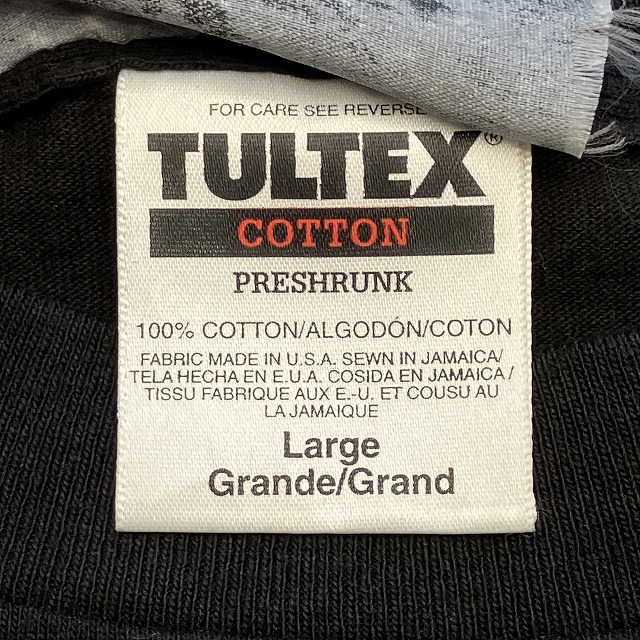 FOR CARE SEE REVERSE
TULTEX®
COTTON
PRESHRUNK
100% COTTON/ALGODÓN/COTON
FABRIC MADE IN U.S.A. SEWN IN JAMAICA/
TELA HECHA EN E.U.A. COSIDA EN JAMAICA /
TISSU FABRIQUE AUX E.-U. ET COUSU AU
LA JAMAIQUE
Large
Grande/Grand